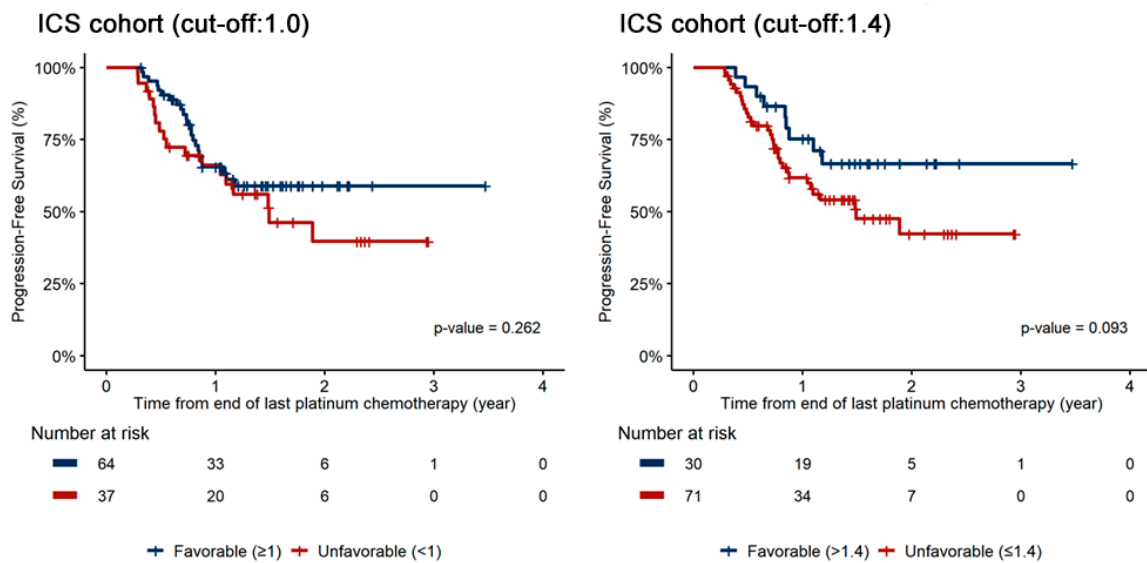 ICS cohort (cut-off:1.0)
100%
75%
50%
25%
0%
Progression-Free Survival (%)
p-value = 0.262
0 1 2 3 4
Time from end of last platinum chemotherapy (year)
Number at risk
64 33 6 1 0
37 20 6 0 0
Favorable (≥1) Unfavorable (<1)
ICS cohort (cut-off:1.4)
100%
75%
50%
25%
0%
Progression-Free Survival (%)
p-value = 0.093
0 1 2 3 4
Time from end of last platinum chemotherapy (year)
Number at risk
30 19 5 1 0
71 34 7 0 0
Favorable (>1.4) Unfavorable (≤1.4)